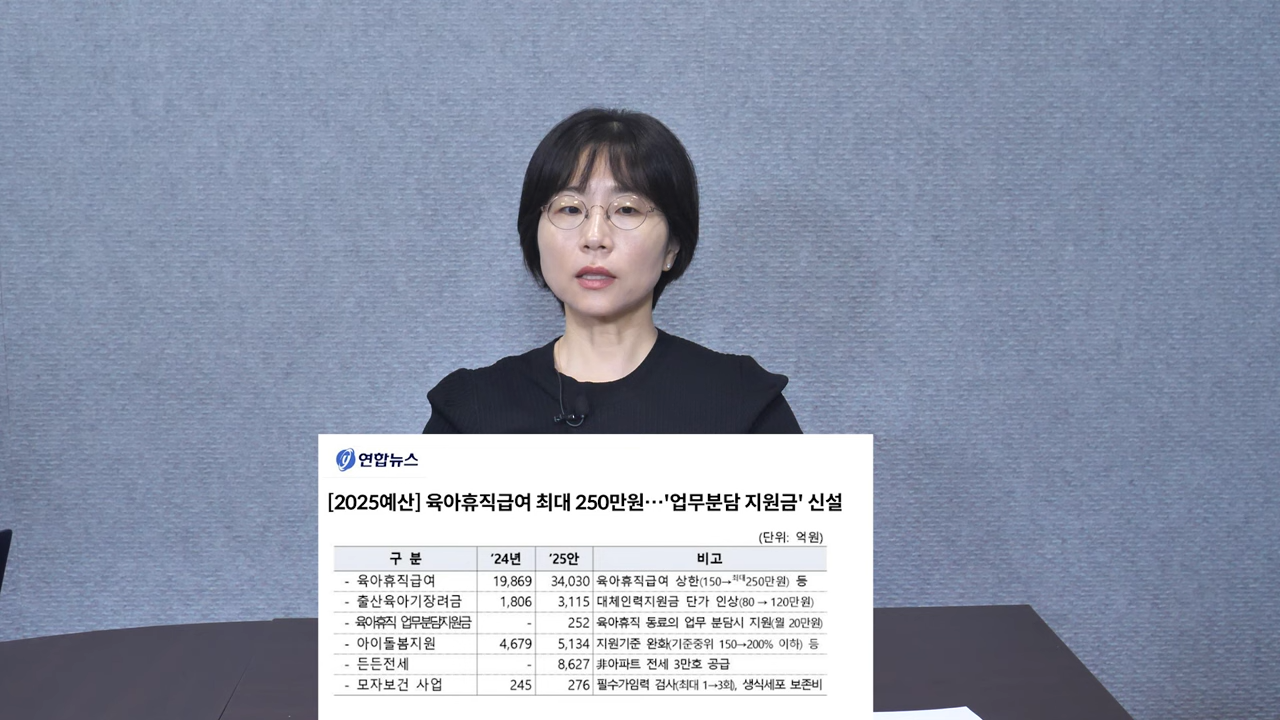 연합뉴스
[2025예산] 육아휴직급여 최대 250만원…'업무분담 지원금' 신설
(단위: 억원)
구 분 '24년 '25안 비고
- 육아휴직급여 19,869 34,030 육아휴직급여 상한(150→최대250만원) 등
- 출산육아기장려금 1,806 3,115 대체인력지원금 단가 인상(80→120만원)
- 육아휴직 업무분담지원금 - 252 육아휴직 동료의 업무 분담시 지원(월 20만원)
- 아이돌봄지원 4,679 5,134 지원기준 완화(기준중위 150→200% 이하) 등
- 든든전세 - 8,627 非아파트 전세 3만호 공급
- 모자보건 사업 245 276 필수가임력 검사(최대 1→3회), 생식세포 보존비